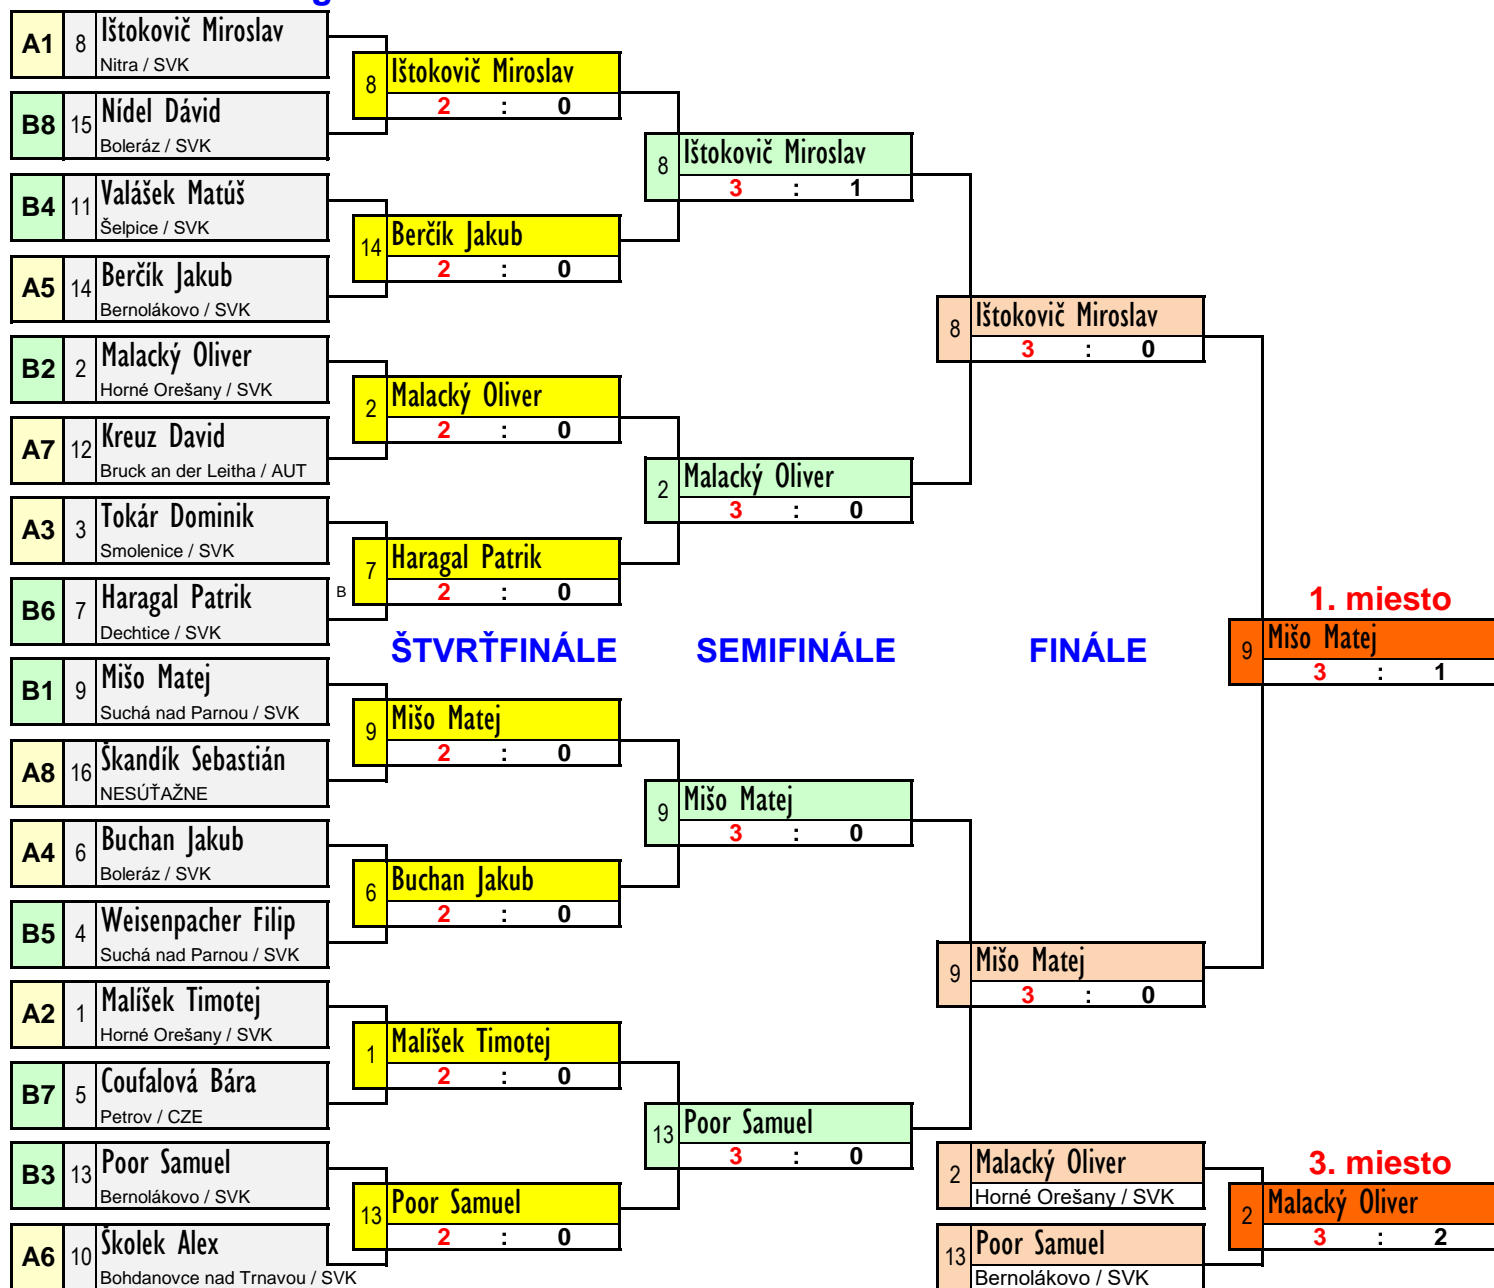 A1 8 Ištokovič Miroslav
Nitra / SVK
B8 15 Nídel Dávid
Boleráz / SVK
B4 11 Valášek Matúš
Šelpice / SVK
A5 14 Berčík Jakub
Bernolákovo / SVK
B2 2 Malacký Oliver
Horné Orešany / SVK
A7 12 Kreuz David
Bruck an der Leitha / AUT
A3 3 Tokár Dominik
Smolenice / SVK
B6 7 Haragal Patrik
Dechtice / SVK
B
B1 9 Mišo Matej
Suchá nad Parnou / SVK
A8 16 Škandík Sebastián
NESÚŤAŽNE
A4 6 Buchan Jakub
Boleráz / SVK
B5 4 Weisenpacher Filip
Suchá nad Parnou / SVK
A2 1 Malíšek Timotej
Horné Orešany / SVK
B7 5 Coufalová Bára
Petrov / CZE
B3 13 Poor Samuel
Bernolákovo / SVK
A6 10 Školek Alex
Bohdanovce nad Trnavou / SVK
8 Ištokovič Miroslav
2 : 0
14 Berčík Jakub
2 : 0
2 Malacký Oliver
2 : 0
7 Haragal Patrik
2 : 0
ŠTVRŤFINÁLE
9 Mišo Matej
2 : 0
6 Buchan Jakub
2 : 0
1 Malíšek Timotej
2 : 0
13 Poor Samuel
2 : 0
8 Ištokovič Miroslav
3 : 1
2 Malacký Oliver
3 : 0
SEMIFINÁLE
9 Mišo Matej
3 : 0
13 Poor Samuel
3 : 0
8 Ištokovič Miroslav
3 : 0
FINÁLE
9 Mišo Matej
3 : 0
1. miesto
9 Mišo Matej
3 : 1
2 Malacký Oliver
Horné Orešany / SVK
13 Poor Samuel
Bernolákovo / SVK
3. miesto
2 Malacký Oliver
3 : 2